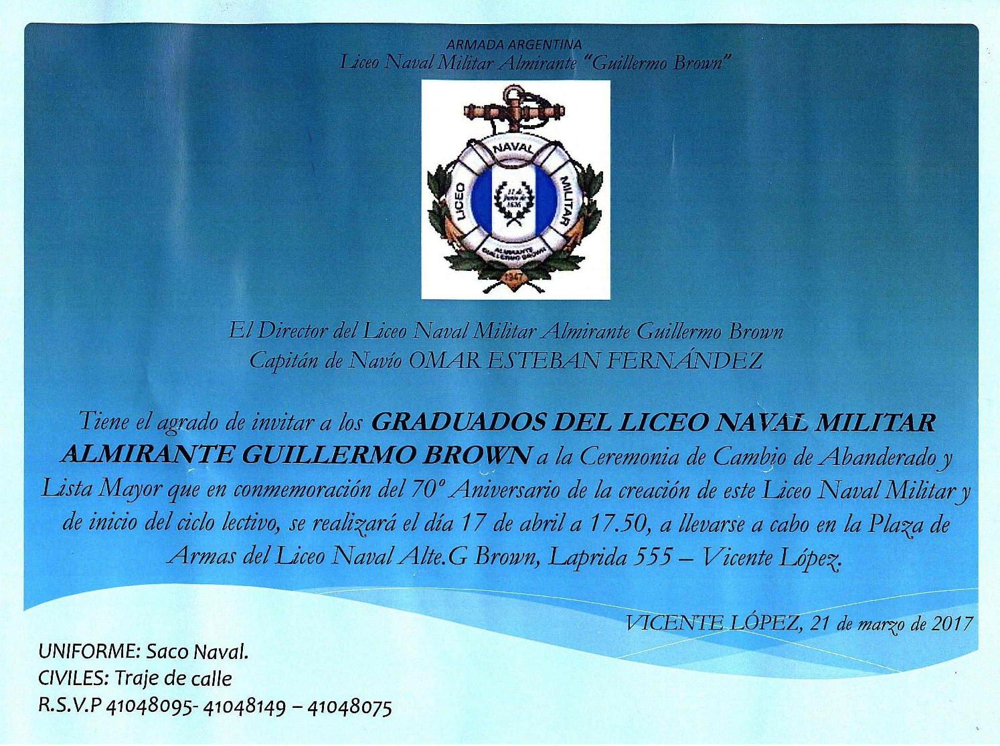 ARMADA ARGENTINA
Liceo Naval Militar Almirante “Guillermo Brown”
NAVAL
LICEO
MILITAR
11 de
Junio de
1826
ALMIRANTE
GUILLERMO BROWN
1947
El Director del Liceo Naval Militar Almirante Guillermo Brown
Capitán de Navío OMAR ESTEBAN FERNÁNDEZ
Tiene el agrado de invitar a los GRADUADOS DEL LICEO NAVAL MILITAR
ALMIRANTE GUILLERMO BROWN a la Ceremonia de Cambio de Abanderado y
Lista Mayor que en conmemoración del 70º Aniversario de la creación de este Liceo Naval Militar y
de inicio del ciclo lectivo, se realizará el día 17 de abril a 17.50, a llevarse a cabo en la Plaza de
Armas del Liceo Naval Alte.G Brown, Laprida 555 – Vicente López.
VICENTE LÓPEZ, 21 de marzo de 2017
UNIFORME: Saco Naval.
CIVILES: Traje de calle
R.S.V.P 41048095- 41048149 – 41048075